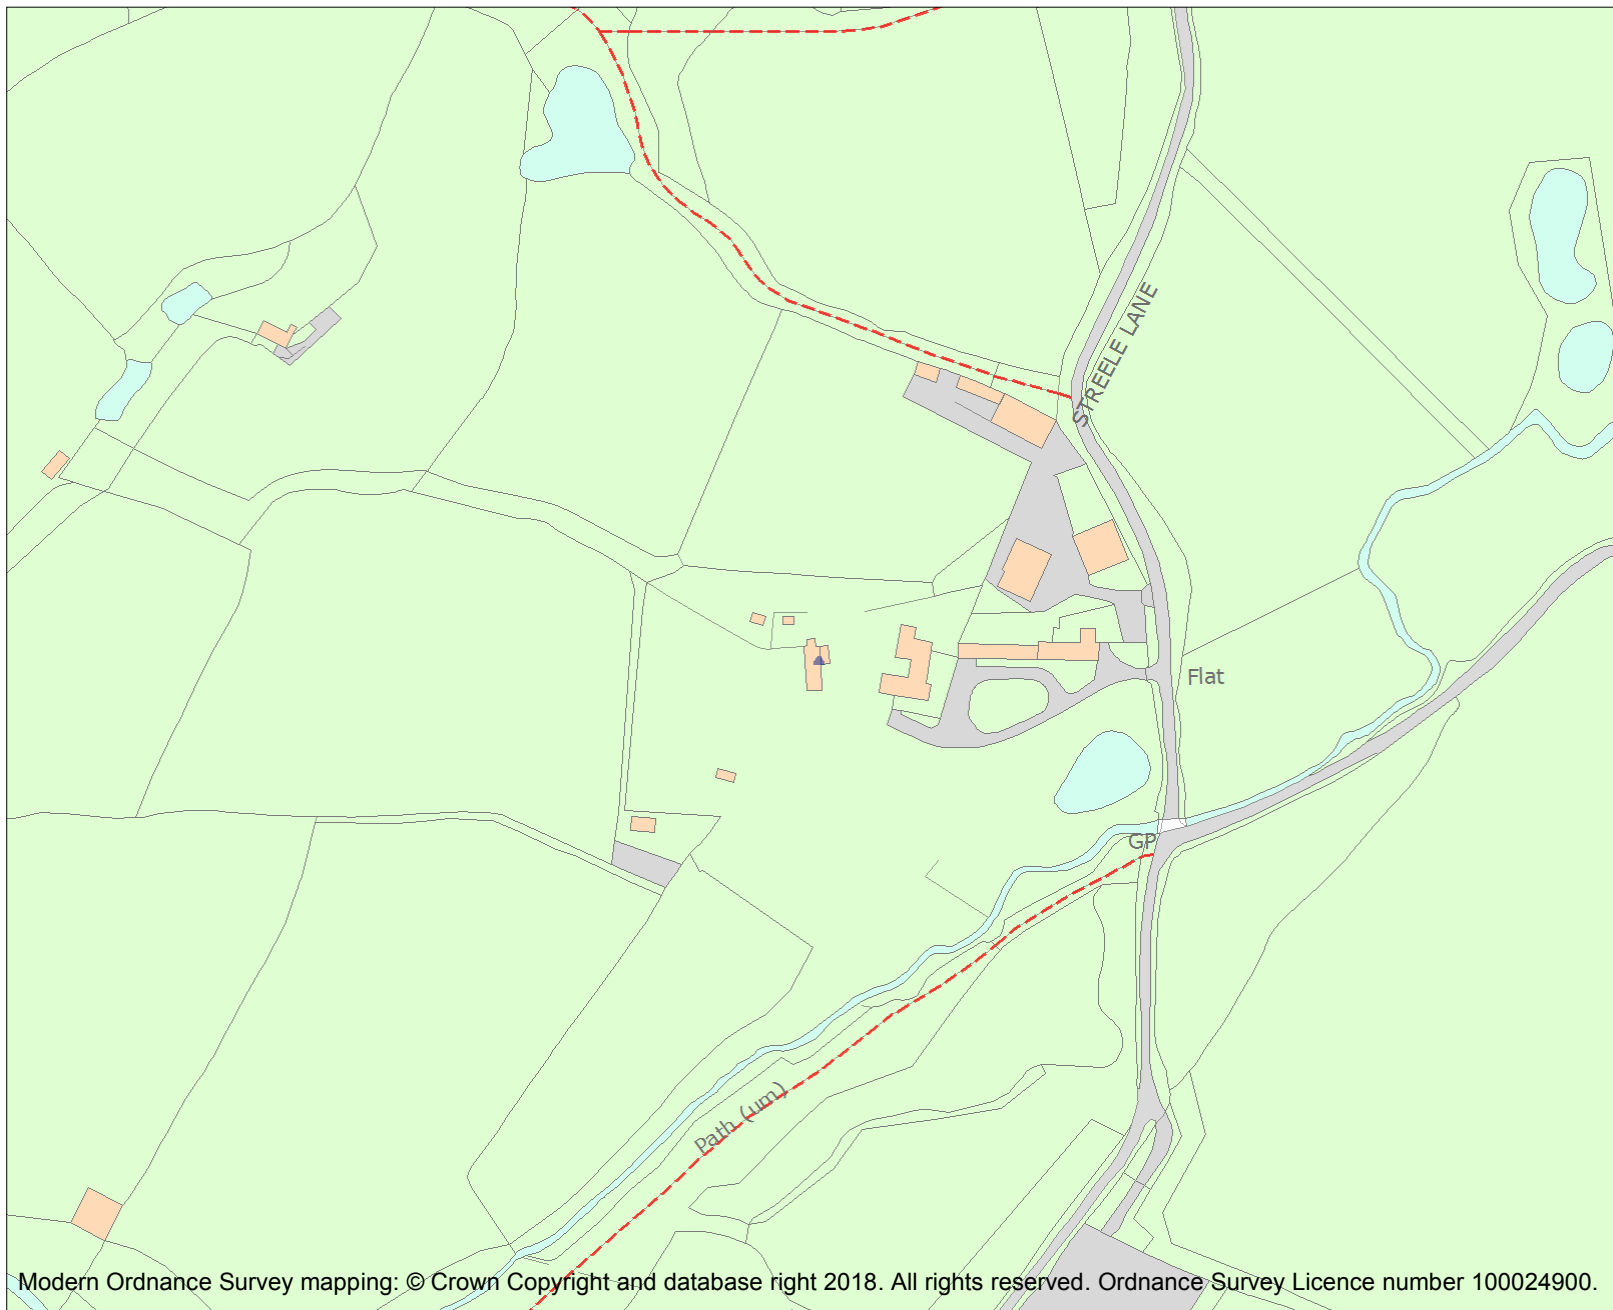 STREELE LANE
Flat
GP
Path (um)
Modern Ordnance Survey mapping: © Crown Copyright and database right 2018. All rights reserved. Ordnance Survey Licence number 100024900.